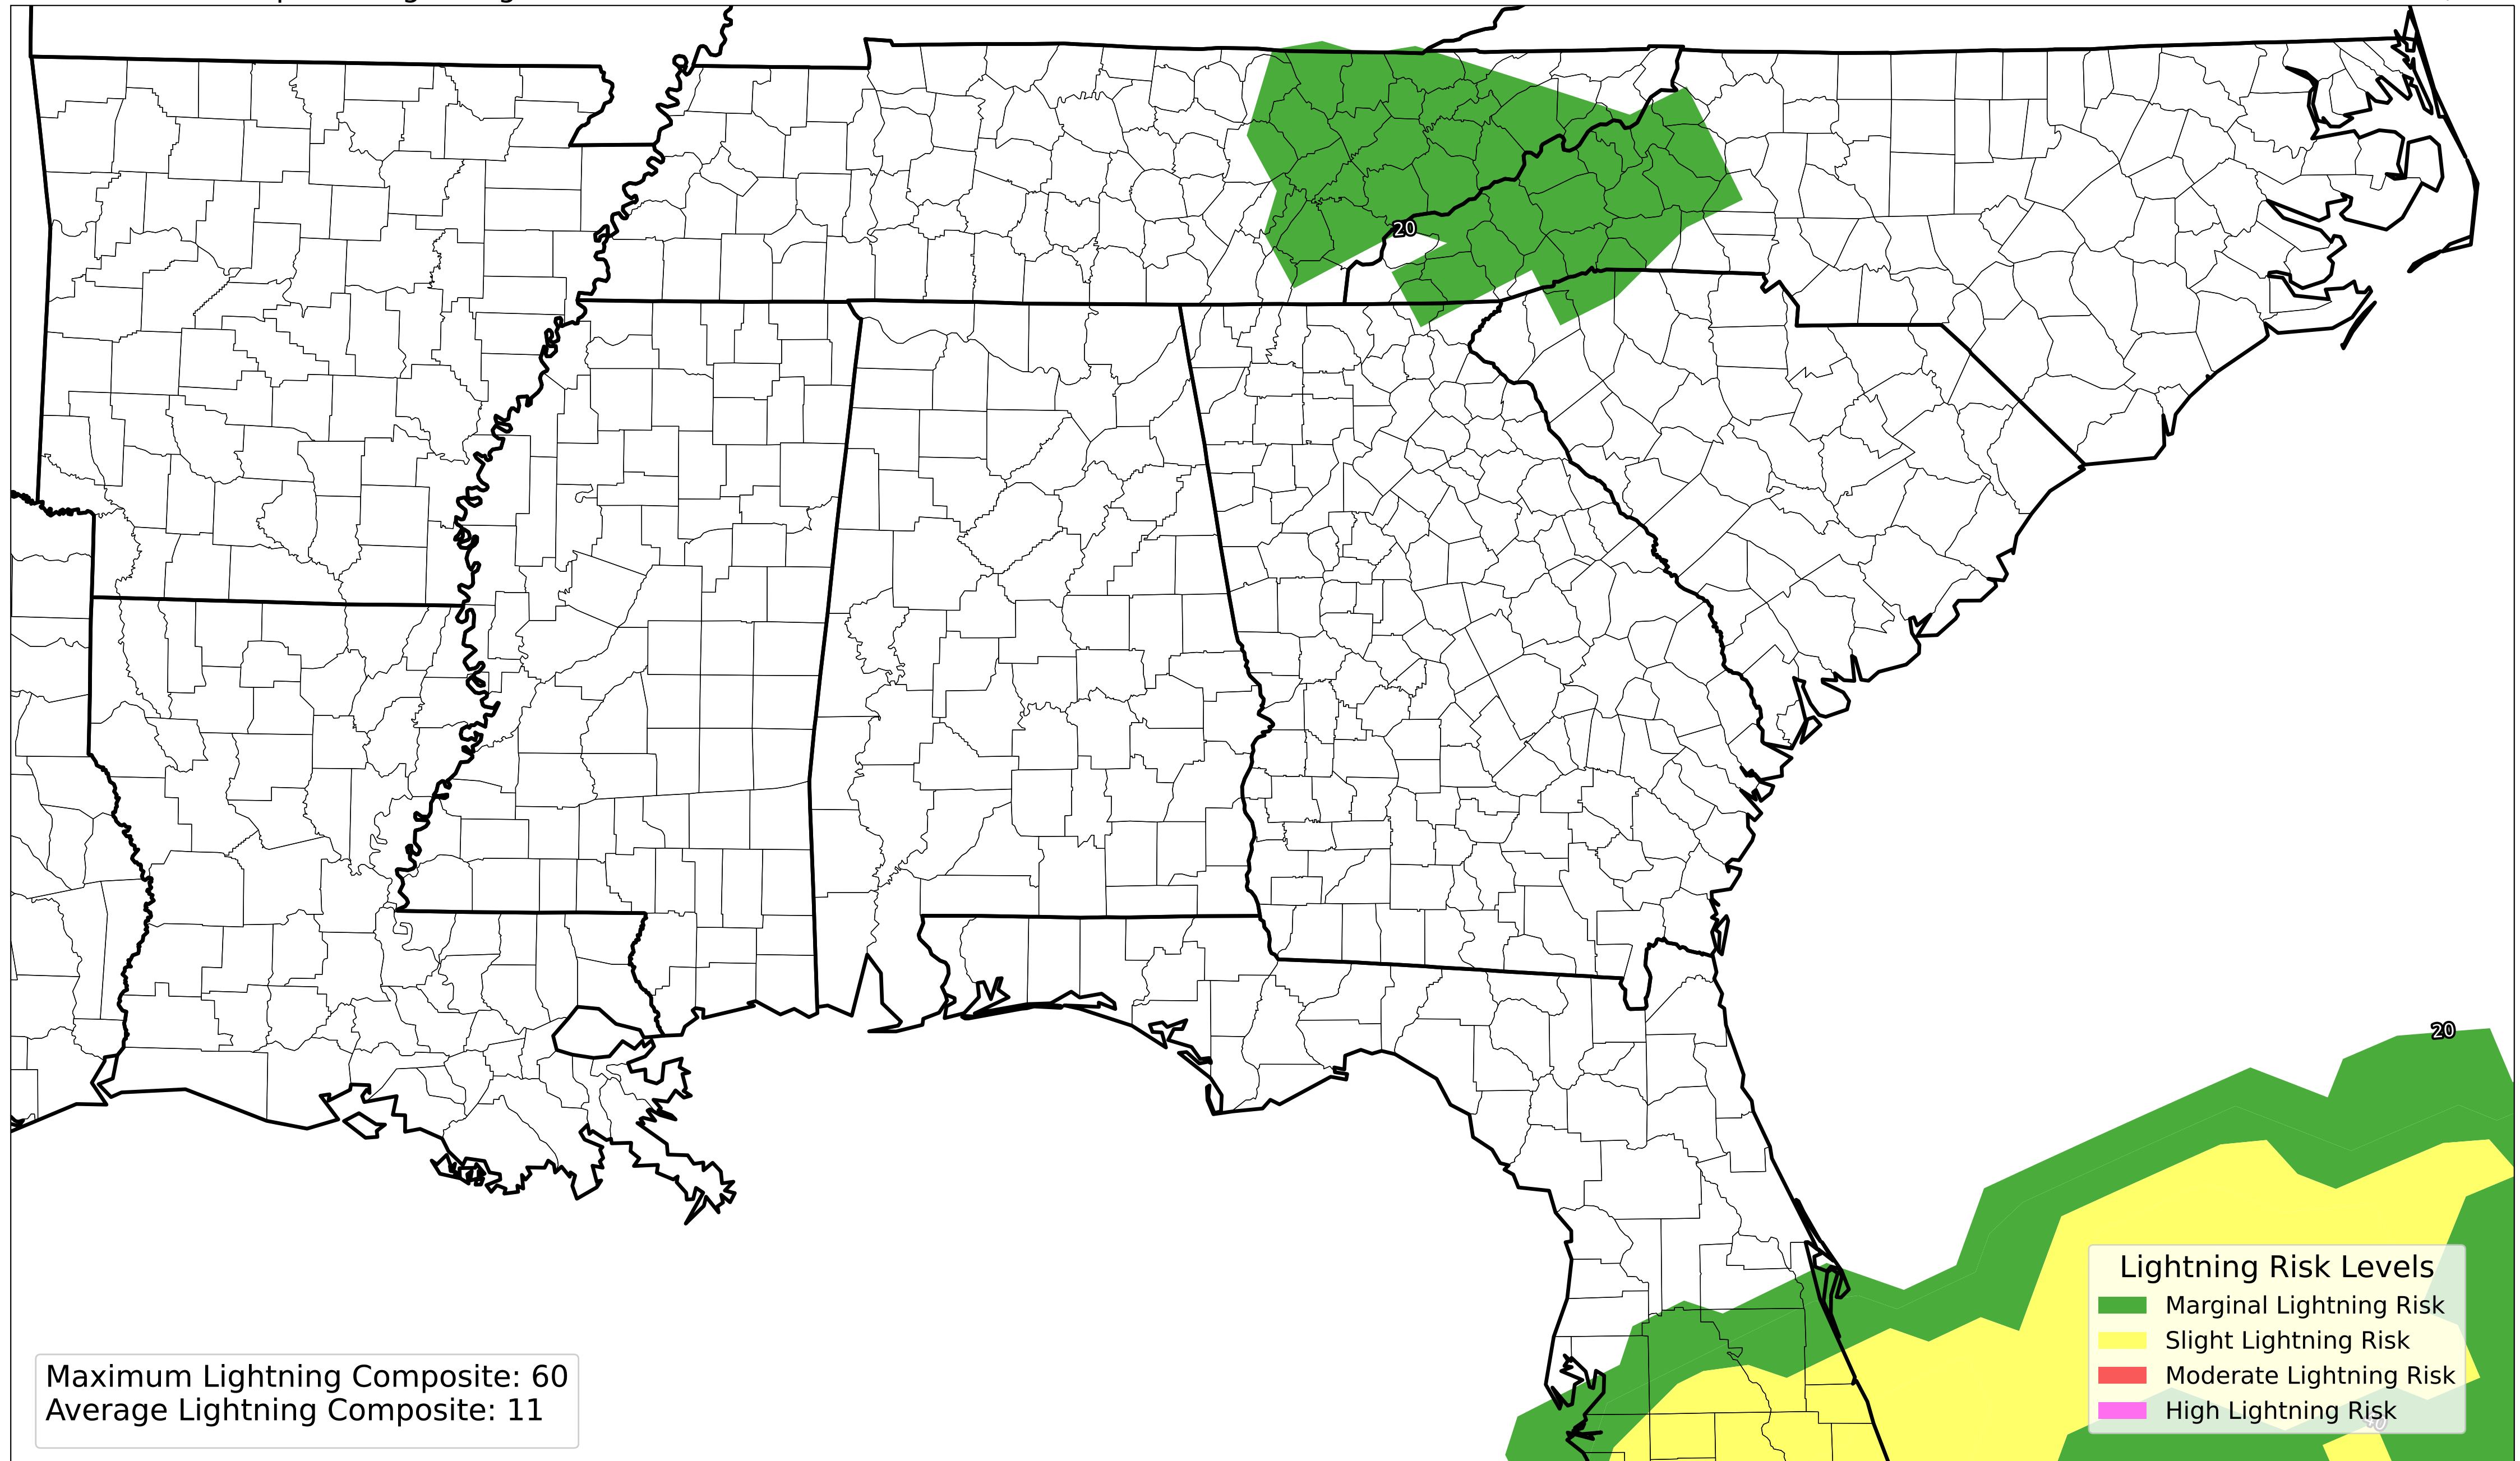 20
20
Lightning Risk Levels
Marginal Lightning Risk
Slight Lightning Risk
Moderate Lightning Risk
High Lightning Risk
40
Maximum Lightning Composite: 60
Average Lightning Composite: 11